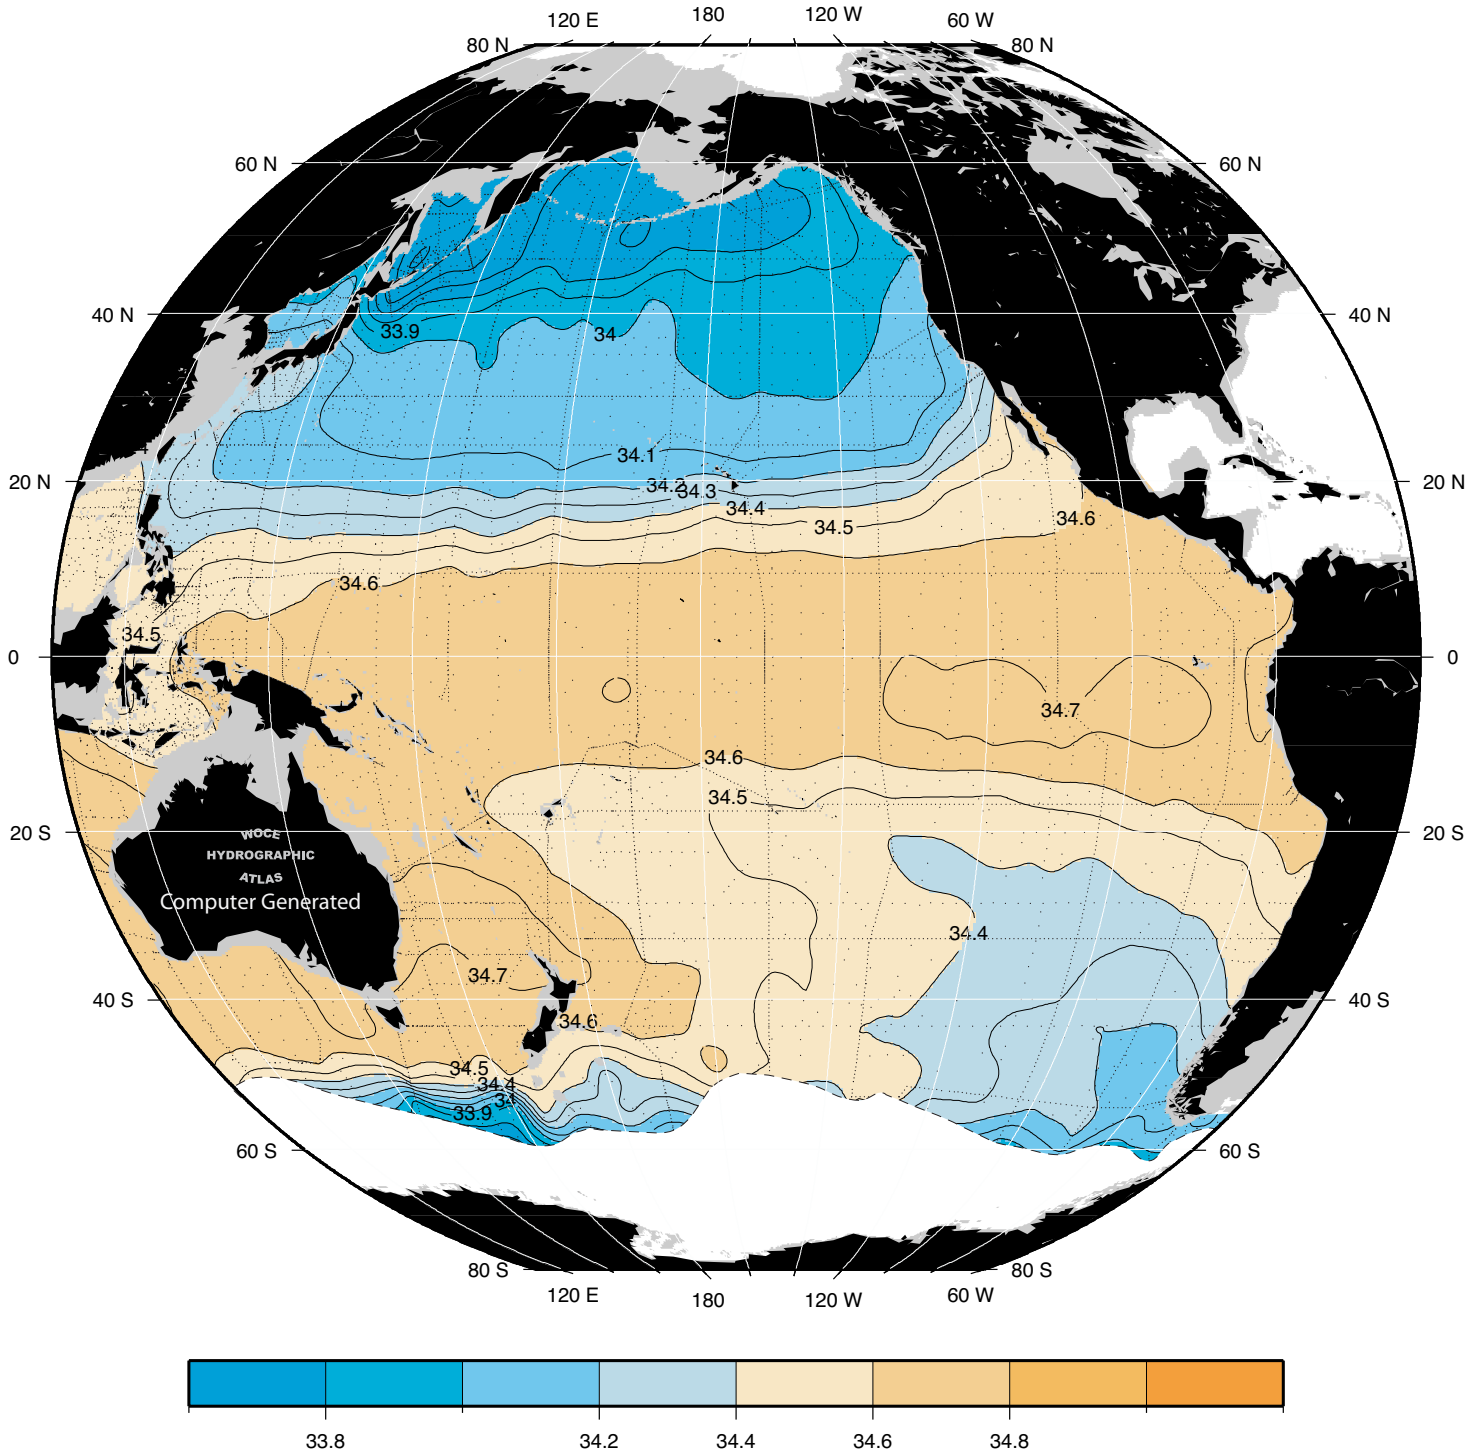 120 E 180 120 W 60 W
80 N 80 N
60 N 60 N
40 N 40 N
33.9 34
34.1
20 N 34.2 34.3 20 N
34.4
34.5 34.6
34.6
34.5
0 0
34.7
34.6
34.5
20 S 20 S
WOCE
HYDROGRAPHIC
ATLAS
Computer Generated
34.4
34.7
40 S 40 S
34.6
34.5
34.4
34
33.9
60 S 60 S
80 S 80 S
120 E 180 120 W 60 W
33.8 34.2 34.4 34.6 34.8